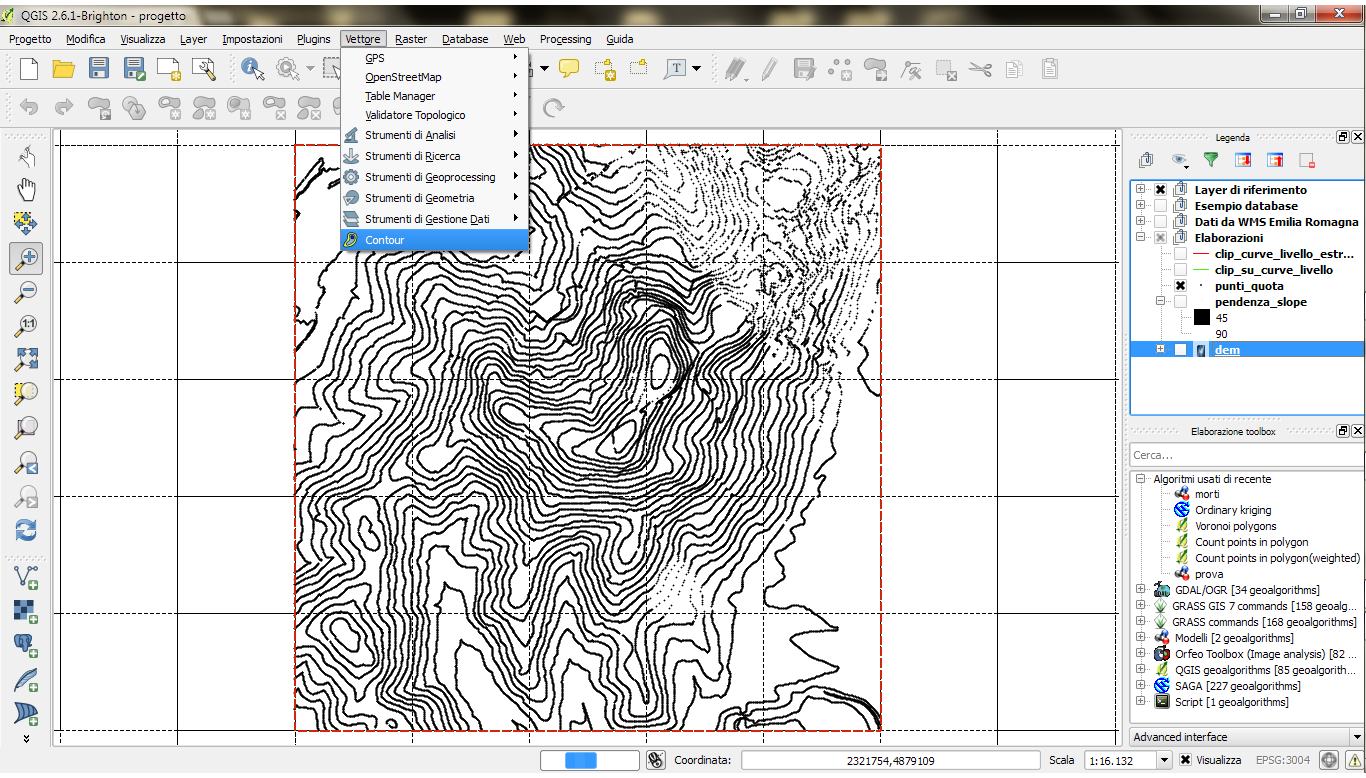 QGIS 2.6.1-Brighton - progetto
Progetto Modifica Visualizza Layer Impostazioni Plugins Vettore Raster Database Web Processing Guida
GPS
OpenStreetMap
Table Manager
Validatore Topologico
Strumenti di Analisi
Strumenti di Ricerca
Strumenti di Geoprocessing
Strumenti di Geometria
Strumenti di Gestione Dati
Contour
Legenda
Layer di riferimento
Esempio database
Dati da WMS Emilia Romagna
Elaborazioni
clip_curve_livello_estr...
clip_su_curve_livello
punti_quota
pendenza_slope
45
90
dem
Elaborazione toolbox
Cerca...
Algoritmi usati di recente
morti
Ordinary kriging
Voronoi polygons
Count points in polygon
Count points in polygon(weighted)
prova
GDAL/OGR [34 geoalgorithms]
GRASS GIS 7 commands [158 geoalg...
GRASS commands [168 geoalgorithms]
Modelli [2 geoalgorithms]
Orfeo Toolbox (Image analysis) [82 ...
QGIS geoalgorithms [85 geoalgorith...
SAGA [227 geoalgorithms]
Script [1 geoalgorithms]
Advanced interface
Coordinata: 2321754,4879109 Scala 1:16.132 Visualizza EPSG:3004